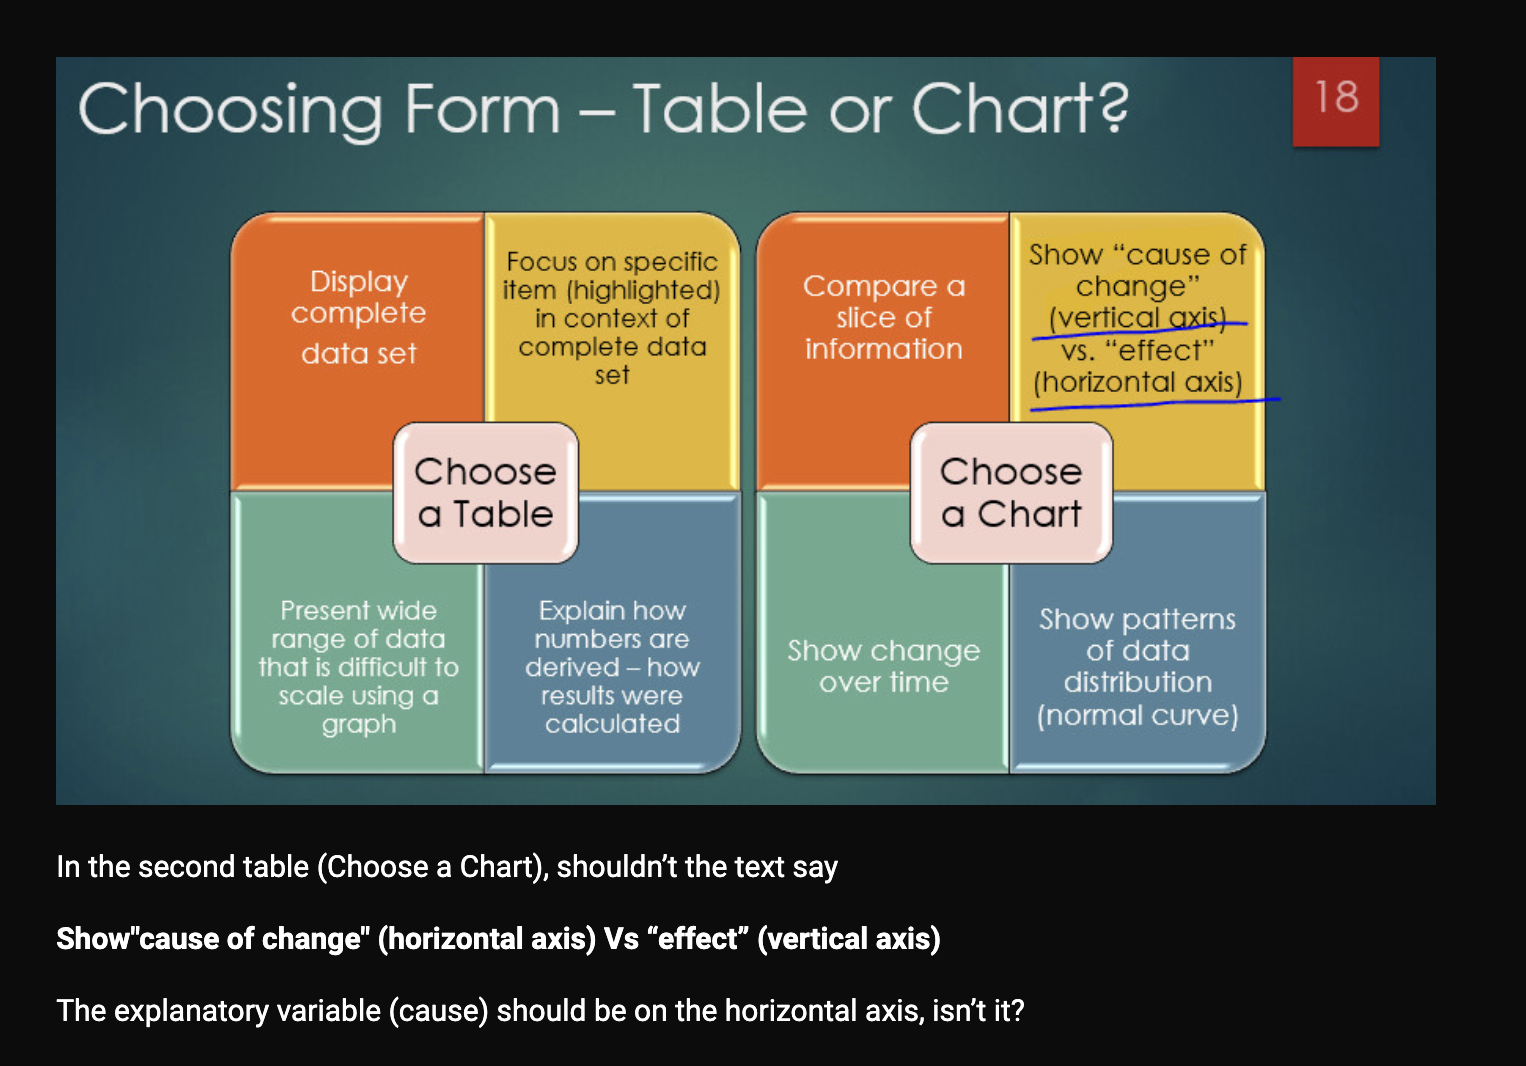 Choosing Form – Table or Chart?
18
Display
complete
data set
Focus on specific
item (highlighted)
in context of
complete data
set
Choose
a Table
Present wide
range of data
that is difficult to
scale using a
graph
Explain how
numbers are
derived – how
results were
calculated
Compare a
slice of
information
Show “cause of
change”
(vertical axis)
vs. “effect”
(horizontal axis)
Choose
a Chart
Show change
over time
Show patterns
of data
distribution
(normal curve)
In the second table (Choose a Chart), shouldn’t the text say
Show"cause of change" (horizontal axis) Vs “effect” (vertical axis)
The explanatory variable (cause) should be on the horizontal axis, isn’t it?